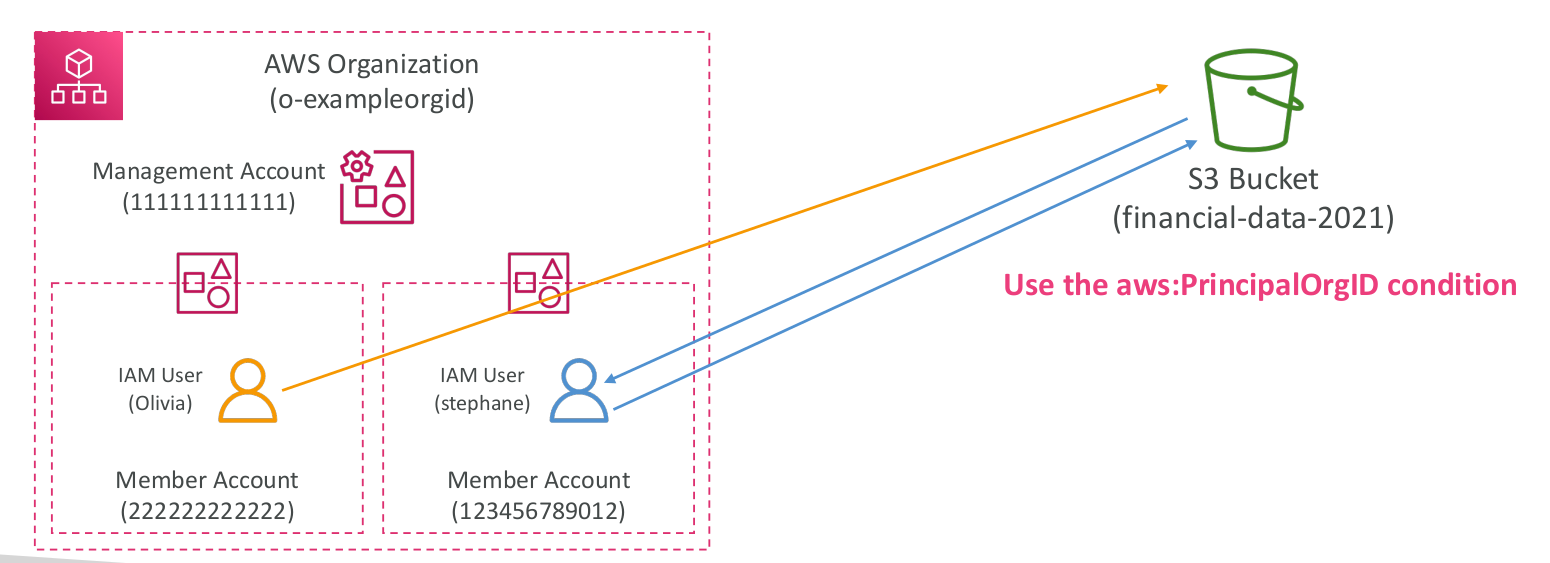 AWS Organization
(o-exampleorgid)
Management Account
(111111111111)
IAM User
(Olivia)
Member Account
(222222222222)
IAM User
(stephane)
Member Account
(123456789012)
S3 Bucket
(financial-data-2021)
Use the aws:PrincipalOrgID condition